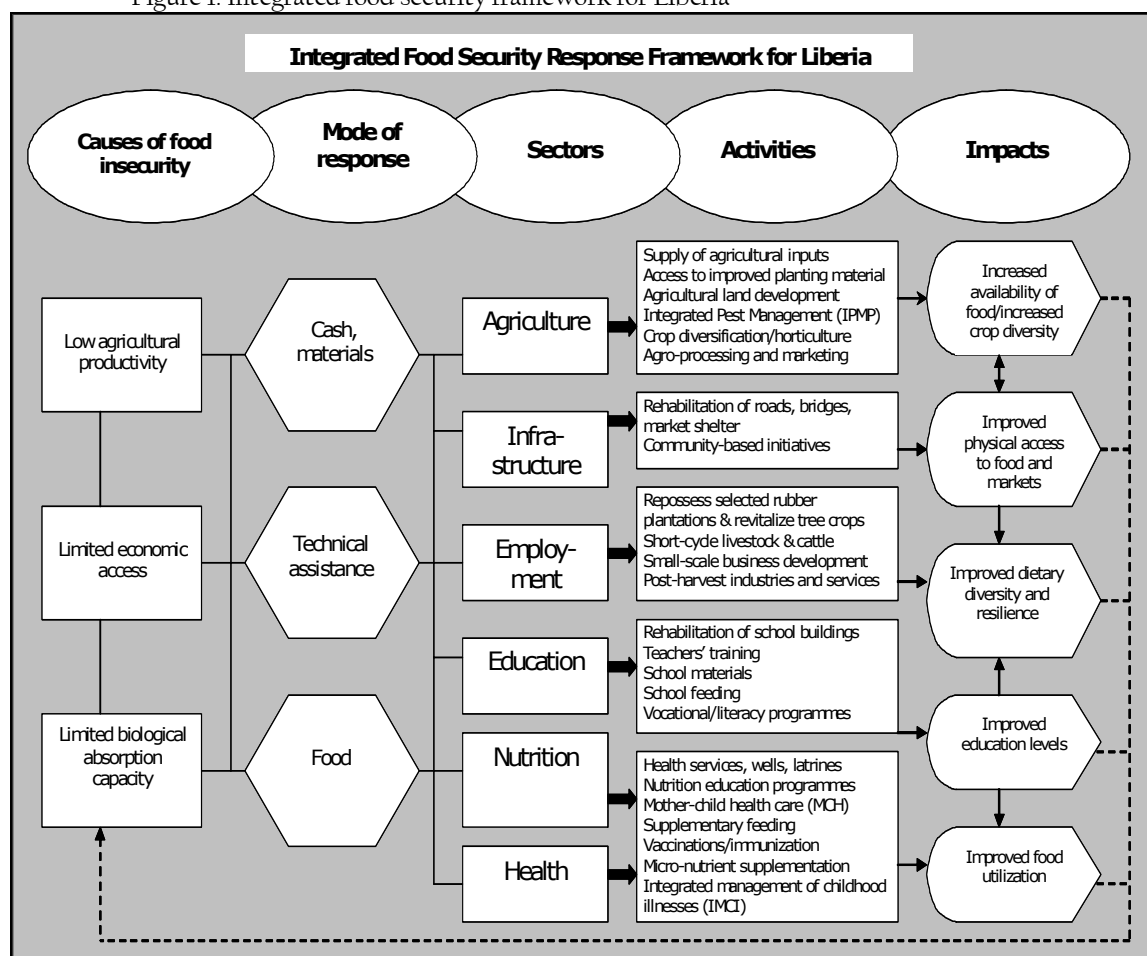 Figure 1. Integrated food security framework for Liberia
Integrated Food Security Response Framework for Liberia
Causes of food
insecurity
Mode of
response
Sectors
Activities
Impacts
Low agricultural
productivity
Limited economic
access
Limited biological
absorption
capacity
Cash,
materials
Technical
assistance
Food
Agriculture
Infra-
structure
Employ-
ment
Education
Nutrition
Health
Supply of agricultural inputs
Access to improved planting material
Agricultural land development
Integrated Pest Management (IPMP)
Crop diversification/horticulture
Agro-processing and marketing
Rehabilitation of roads, bridges,
market shelter
Community-based initiatives
Repossess selected rubber
plantations & revitalize tree crops
Short-cycle livestock & cattle
Small-scale business development
Post-harvest industries and services
Rehabilitation of school buildings
Teachers' training
School materials
School feeding
Vocational/literacy programmes
Health services, wells, latrines
Nutrition education programmes
Mother-child health care (MCH)
Supplementary feeding
Vaccinations/immunization
Micro-nutrient supplementation
Integrated management of childhood
illnesses (IMCI)
Increased
availability of
food/increased
crop diversity
Improved
physical access
to food and
markets
Improved dietary
diversity and
resilience
Improved
education levels
Improved food
utilization